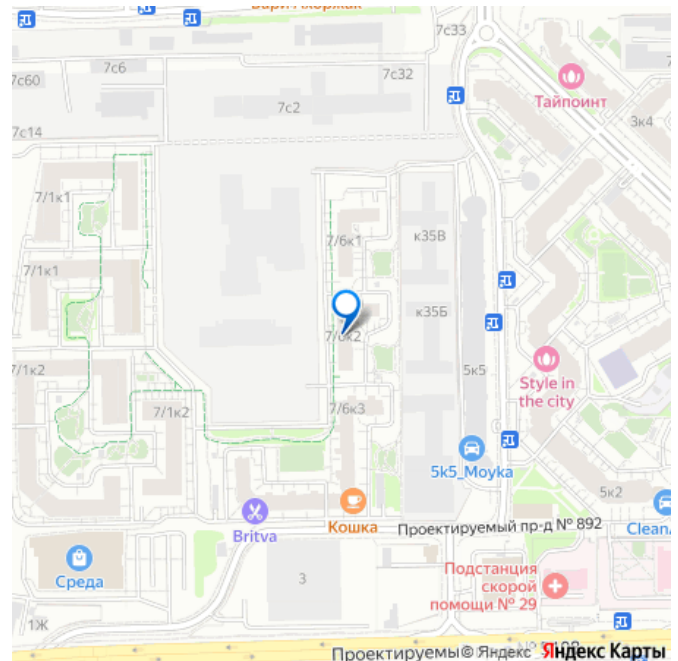 7с33
7с6
7с32
7с60
7с2
Тайпоинт
3к4
7с14
7/1к1
7/6к1
к35В
7/1к1
к35Б
7/6к2
7/1к2
5к5
Style in
the city
7/1к2
7/6к3
5k5_Moyka
5к2
Britva
Кошка
Проектируемый пр-д № 892
Среда
3
Подстанция
скорой
помощи № 29
1Ж
Проектируемы
© Яндекс
Яндекс Карты